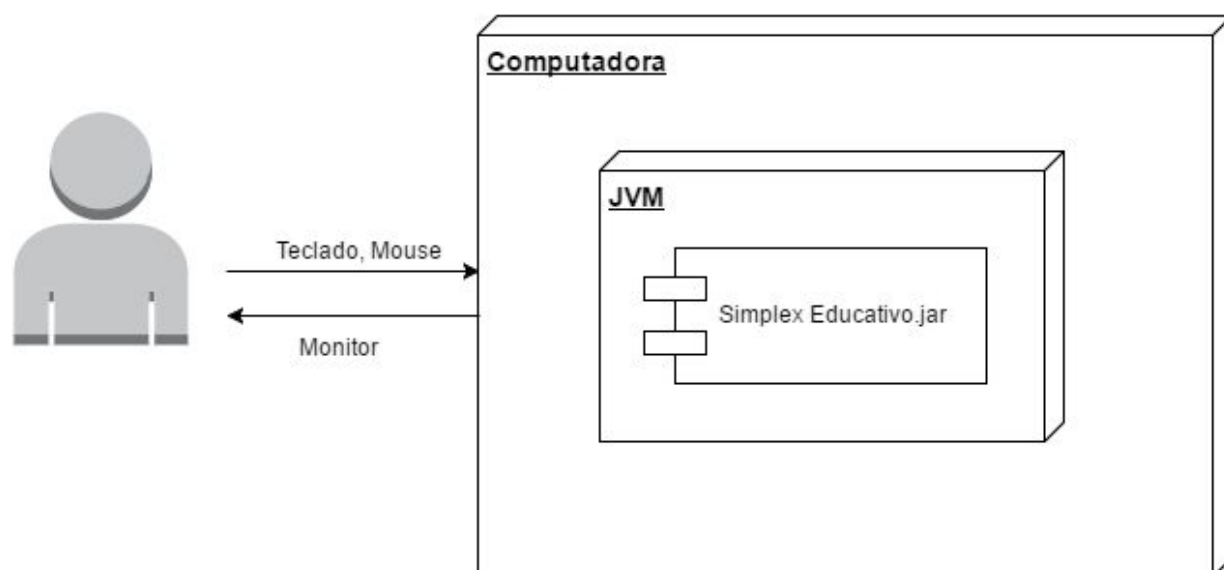 Computadora
JVM
Teclado, Mouse
Simplex Educativo.jar
Monitor